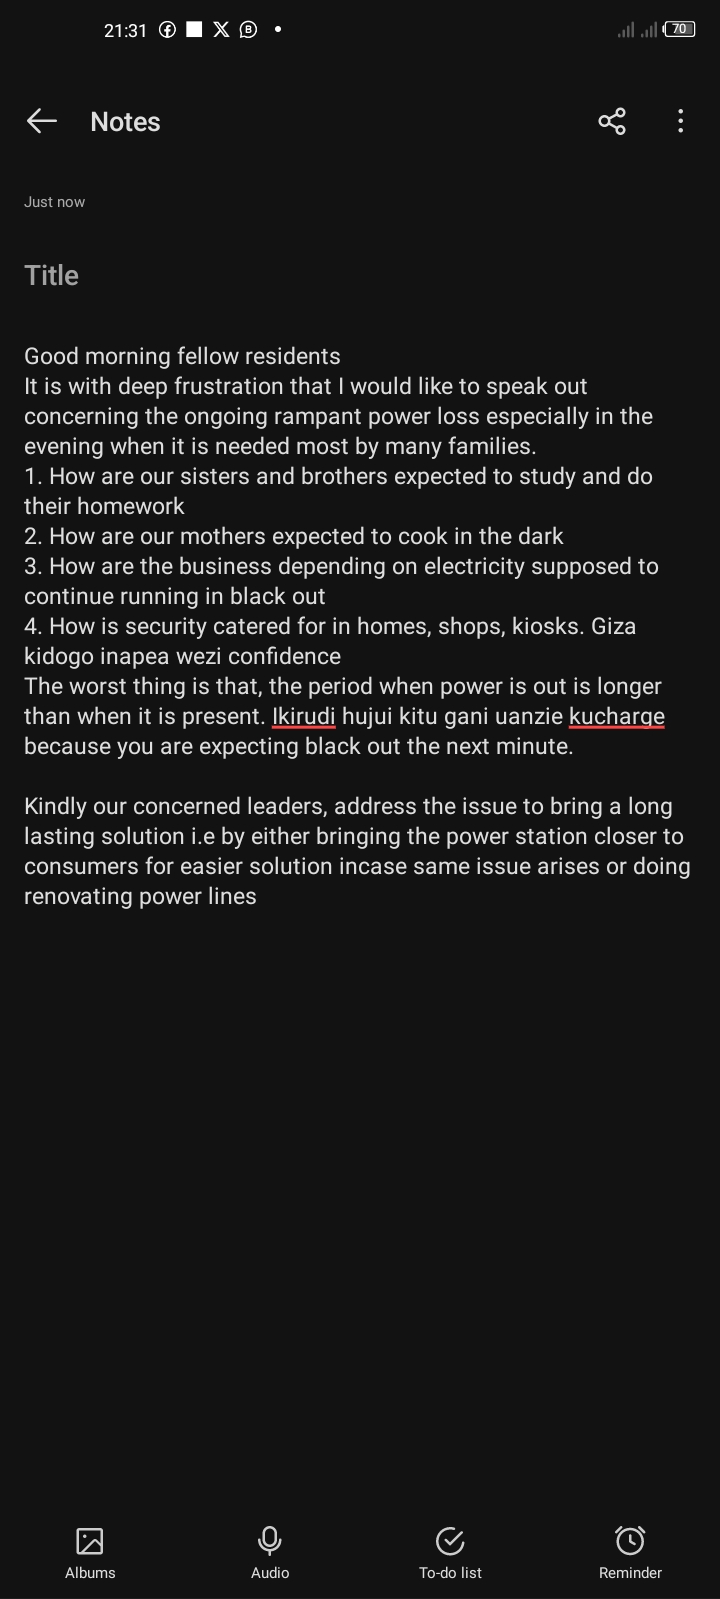 21:31
70
Notes
Just now
Title
Good morning fellow residents
It is with deep frustration that I would like to speak out
concerning the ongoing rampant power loss especially in the
evening when it is needed most by many families.
1. How are our sisters and brothers expected to study and do
their homework
2. How are our mothers expected to cook in the dark
3. How are the business depending on electricity supposed to
continue running in black out
4. How is security catered for in homes, shops, kiosks. Giza
kidogo inapea wezi confidence
The worst thing is that, the period when power is out is longer
than when it is present. Ikirudi hujui kitu gani uanzie kucharge
because you are expecting black out the next minute.
Kindly our concerned leaders, address the issue to bring a long
lasting solution i.e by either bringing the power station closer to
consumers for easier solution incase same issue arises or doing
renovating power lines
Albums
Audio
To-do list
Reminder